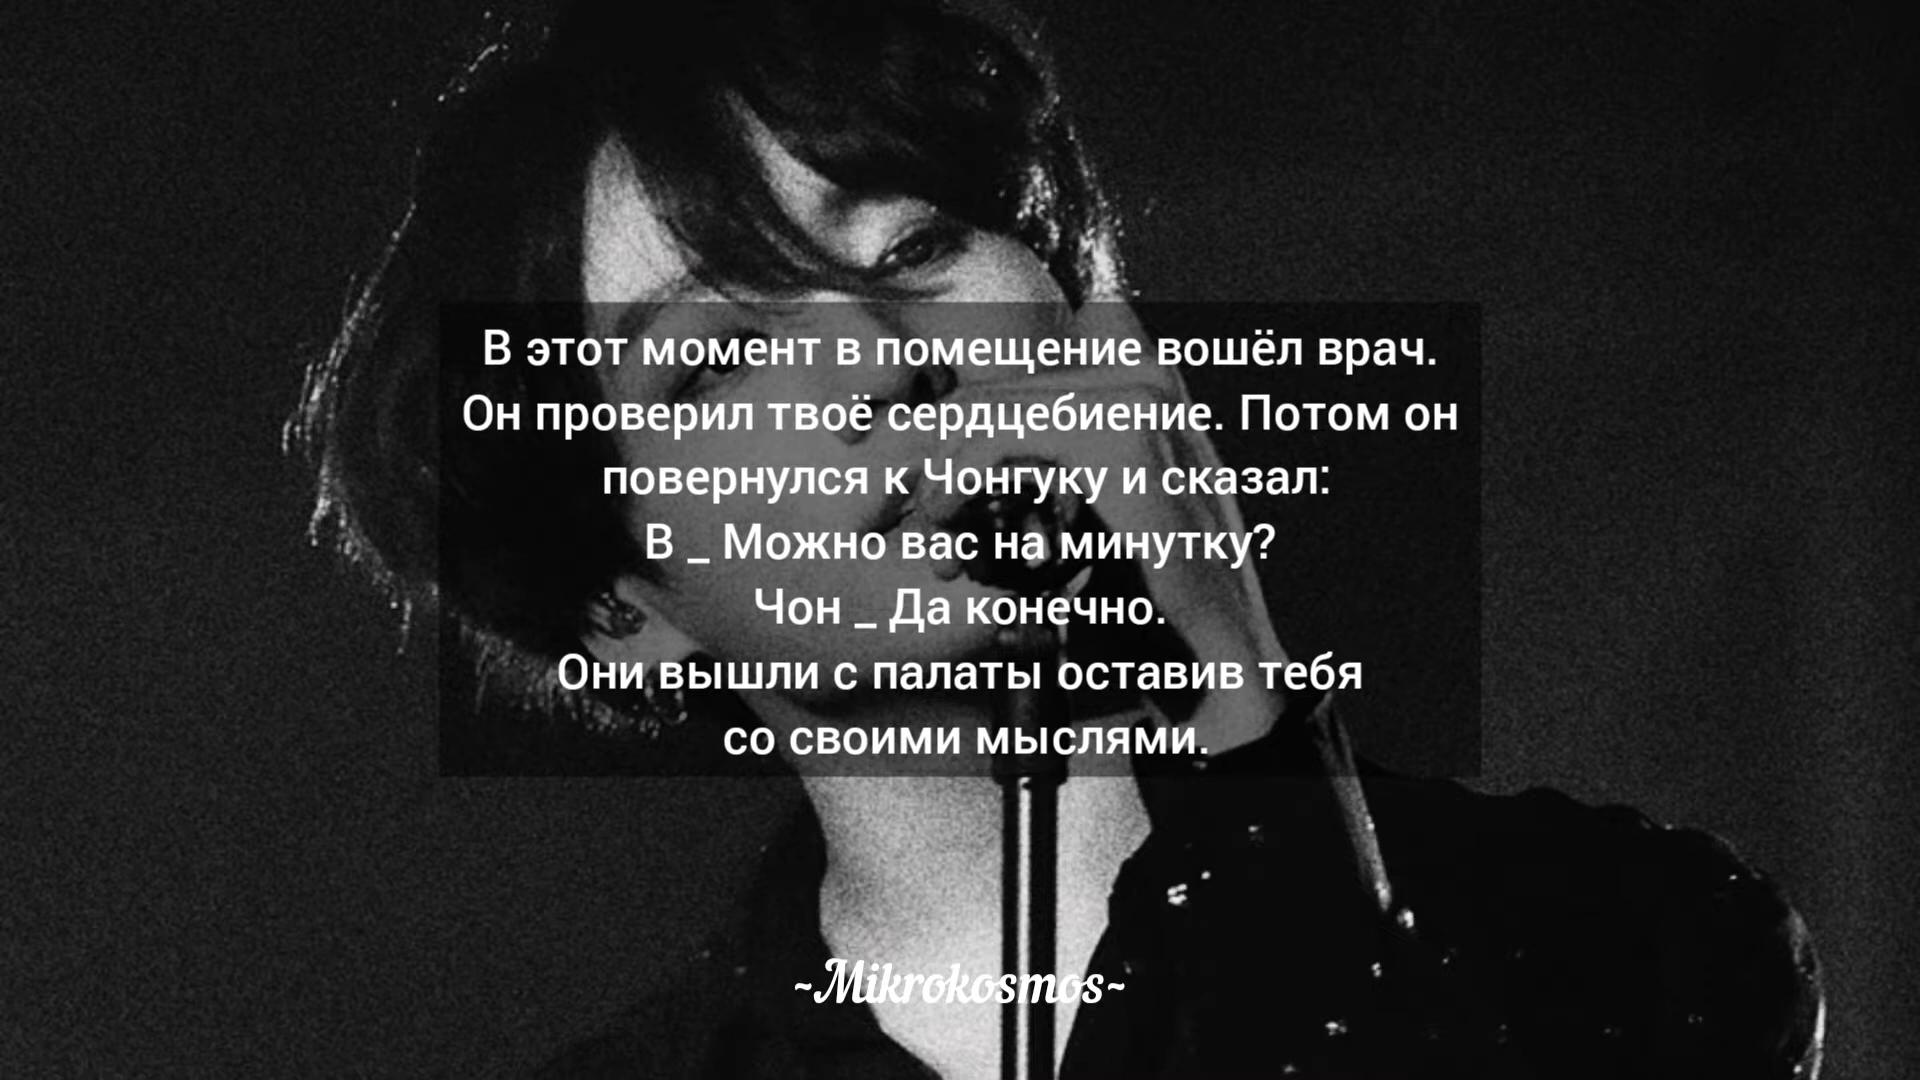 В этот момент в помещение вошёл врач.
Он проверил твоё сердцебиение. Потом он
повернулся к Чонгуку и сказал:
В _ Можно вас на минутку?
Чон _ Да конечно.
Они вышли с палаты оставив тебя
со своими мыслями.
~Mikrokosmos~